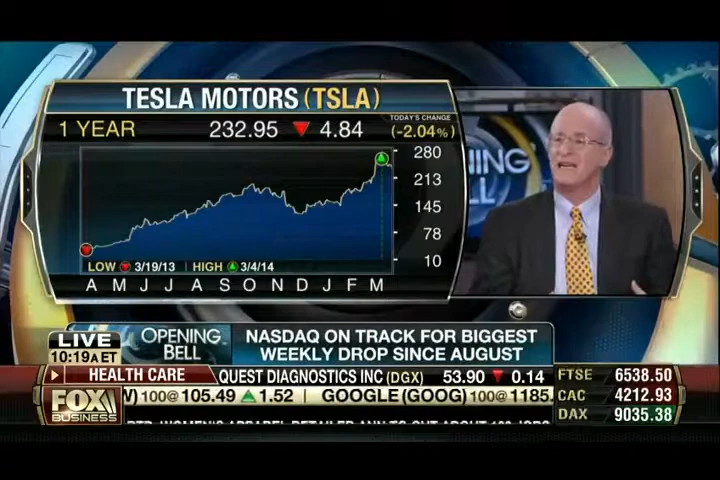 TESLA MOTORS (TSLA)
1 YEAR 232.95 4.84 TODAY'S CHANGE (-2.04%)
280
213
145
78
10
LOW 3/19/13 HIGH 3/4/14
A M J J A S O N D J F M
OPENING
BELL
LIVE
10:19A ET
OPENING
BELL
NASDAQ ON TRACK FOR BIGGEST
WEEKLY DROP SINCE AUGUST
HEALTH CARE QUEST DIAGNOSTICS INC (DGX) 53.90 0.14
FOX
BUSINESS
V) 100@105.49 1.52 GOOGLE (GOOG) 100@1185.
FTSE 6538.50
CAC 4212.93
DAX 9035.38